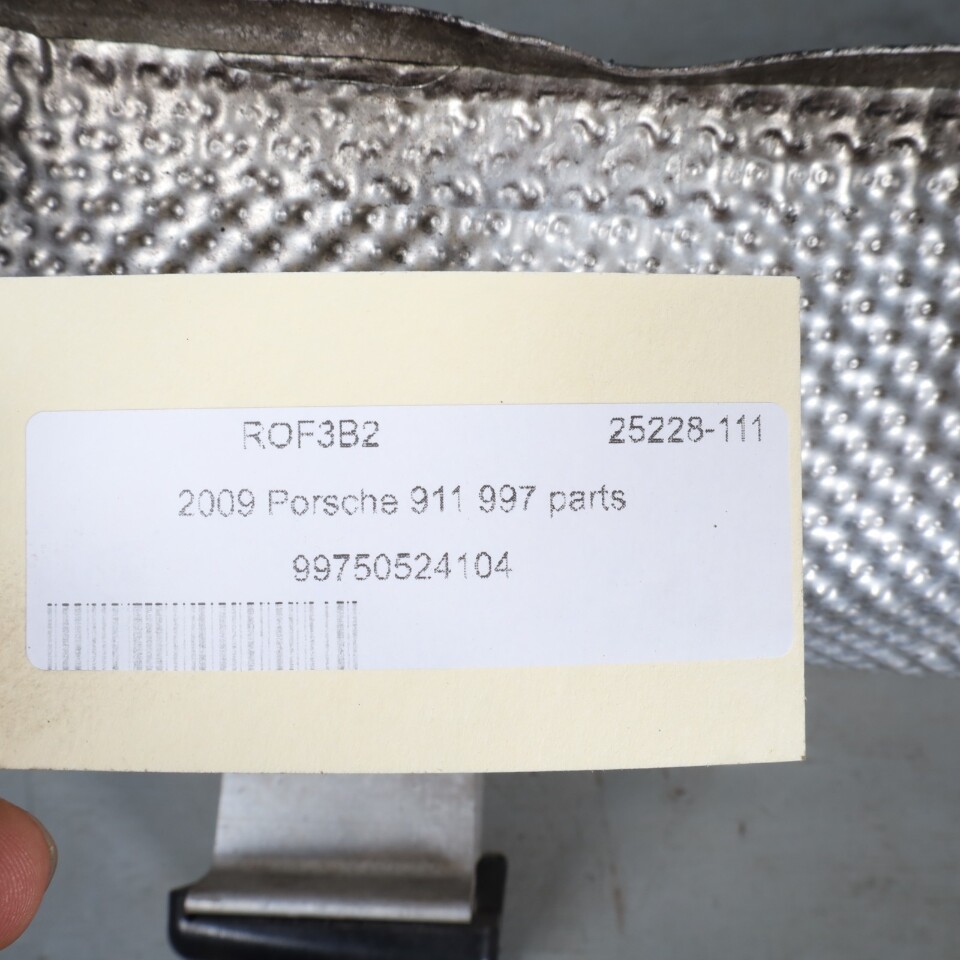 ROF3B2 25228-111
2009 Porsche 911 997 parts
99750524104